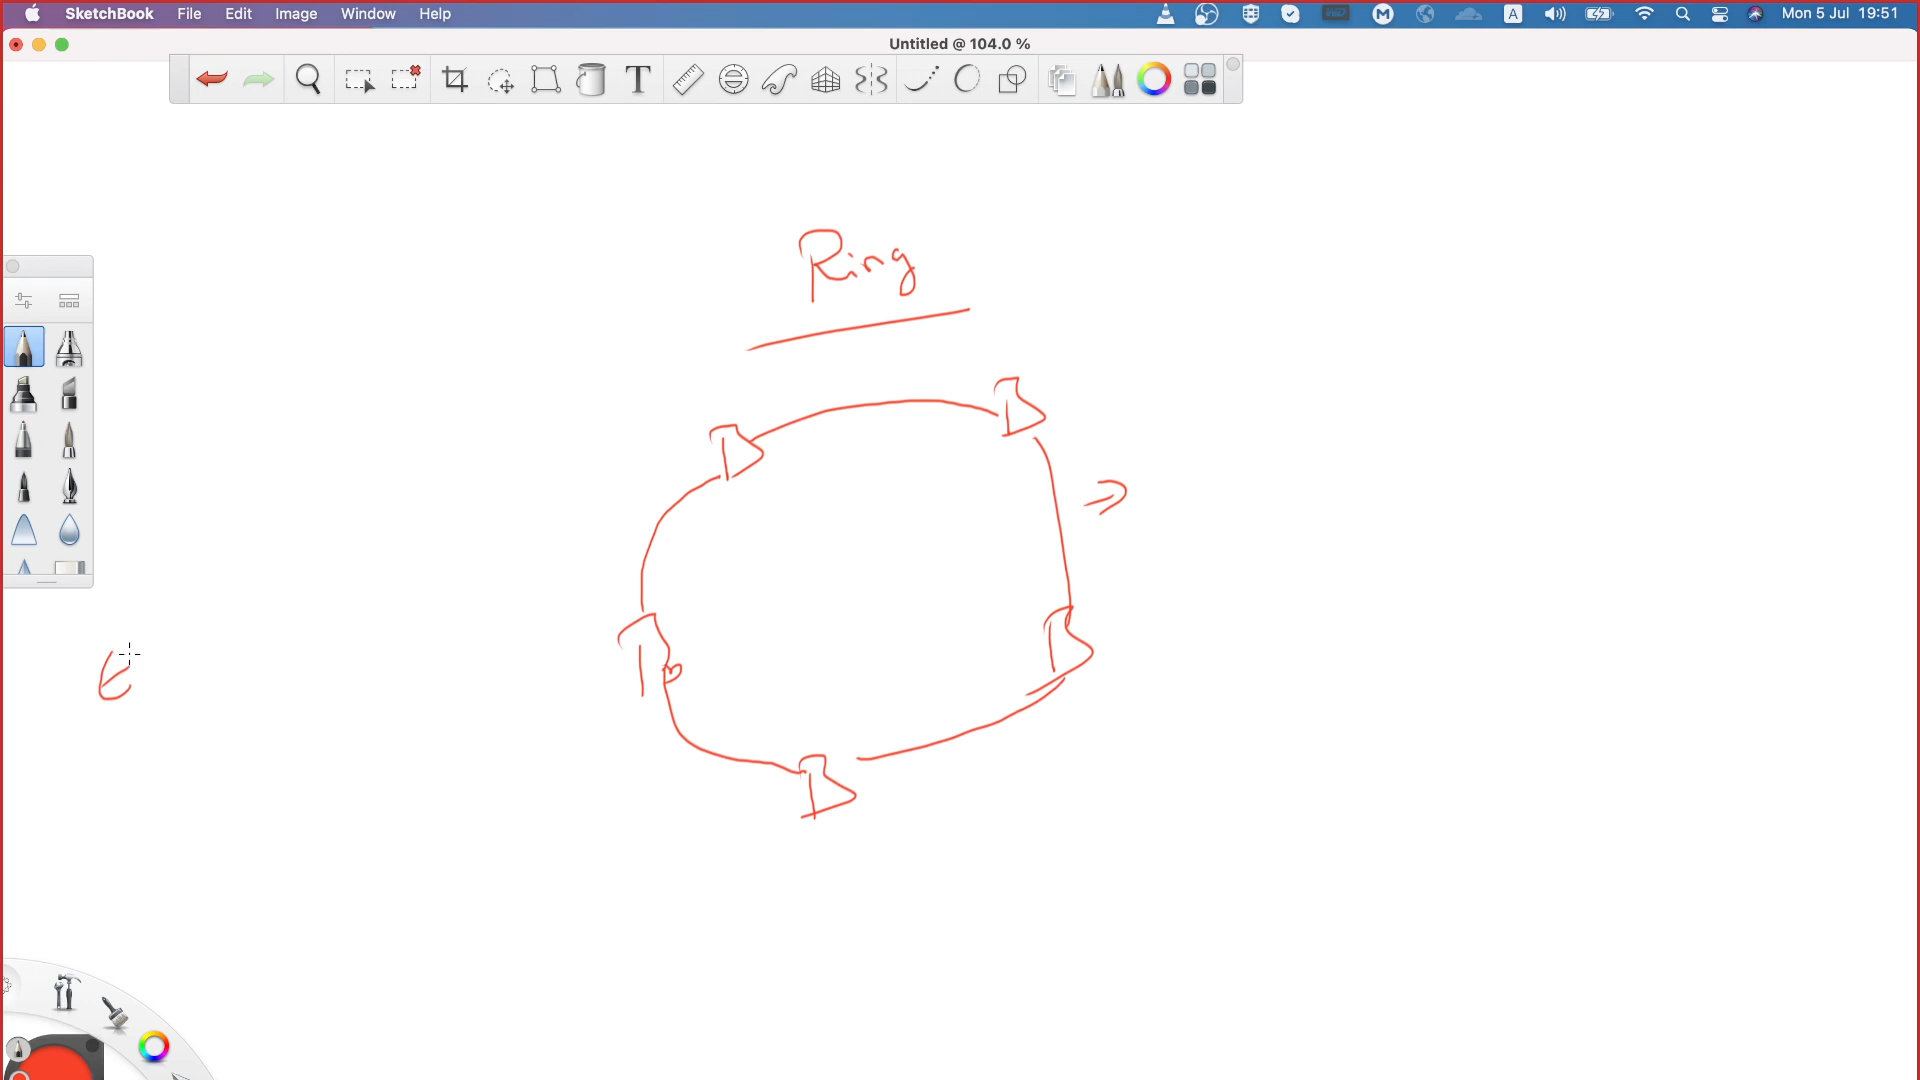 SketchBook File Edit Image Window Help Mon 5 Jul 19:51
Untitled @ 104.0 %
Ring